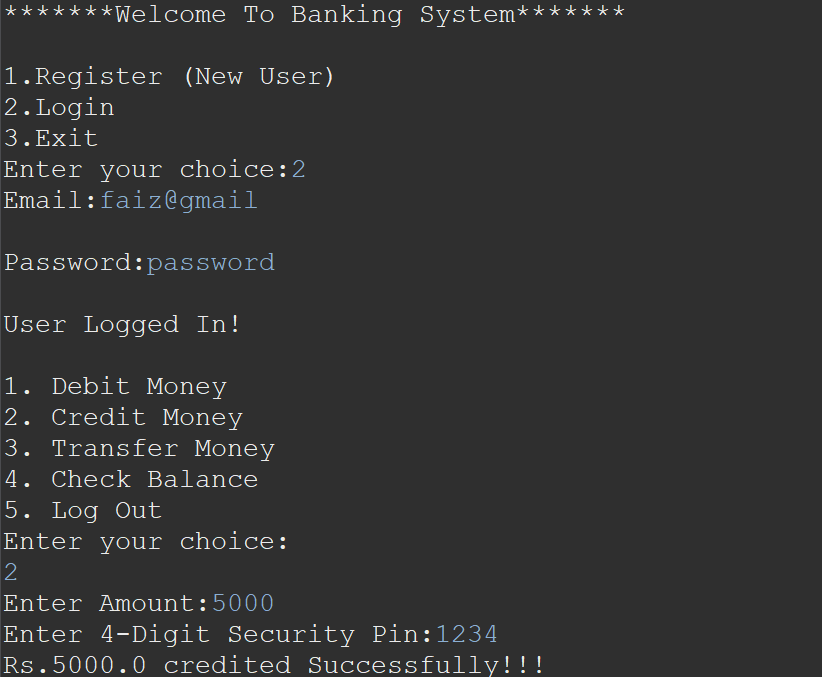 *******Welcome To Banking System*******
1.Register (New User)
2.Login
3.Exit
Enter your choice:2
Email:faiz@gmail
Password:password
User Logged In!
1. Debit Money
2. Credit Money
3. Transfer Money
4. Check Balance
5. Log Out
Enter your choice:
2
Enter Amount:5000
Enter 4-Digit Security Pin:1234
Rs.5000.0 credited Successfully!!!